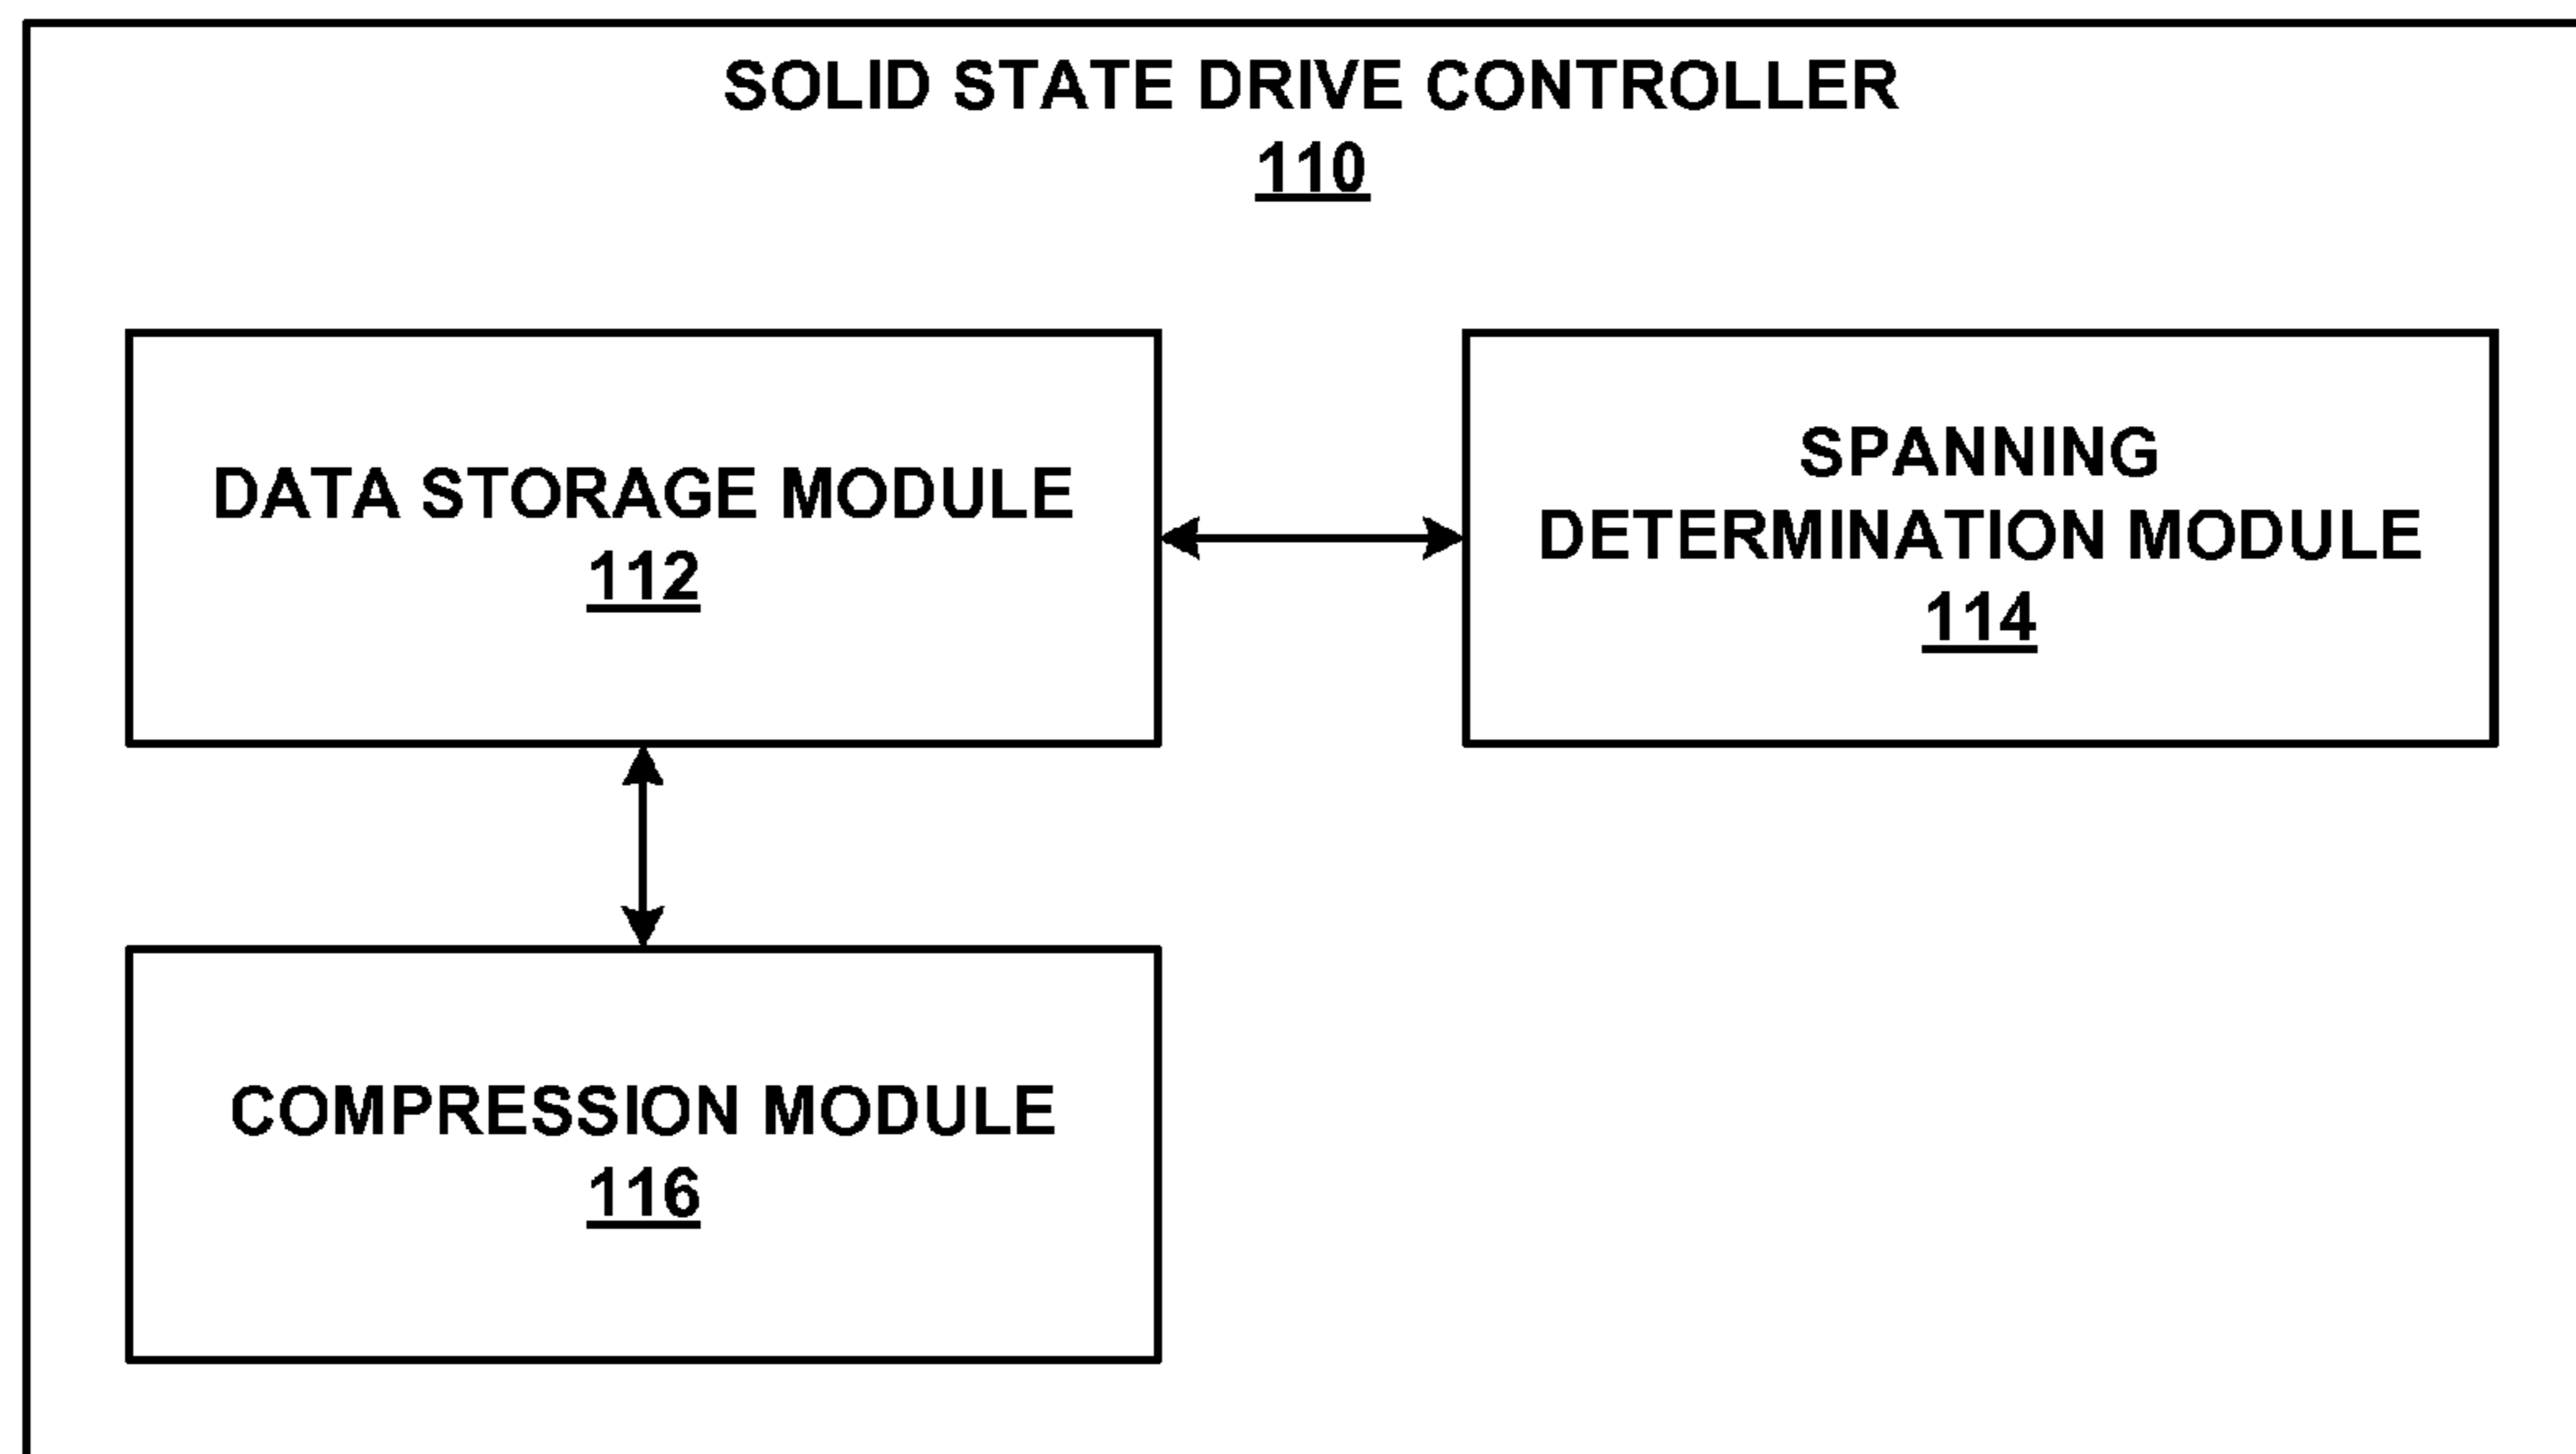 SOLID STATE DRIVE CONTROLLER
110
DATA STORAGE MODULE
112
SPANNING
DETERMINATION MODULE
114
COMPRESSION MODULE
116